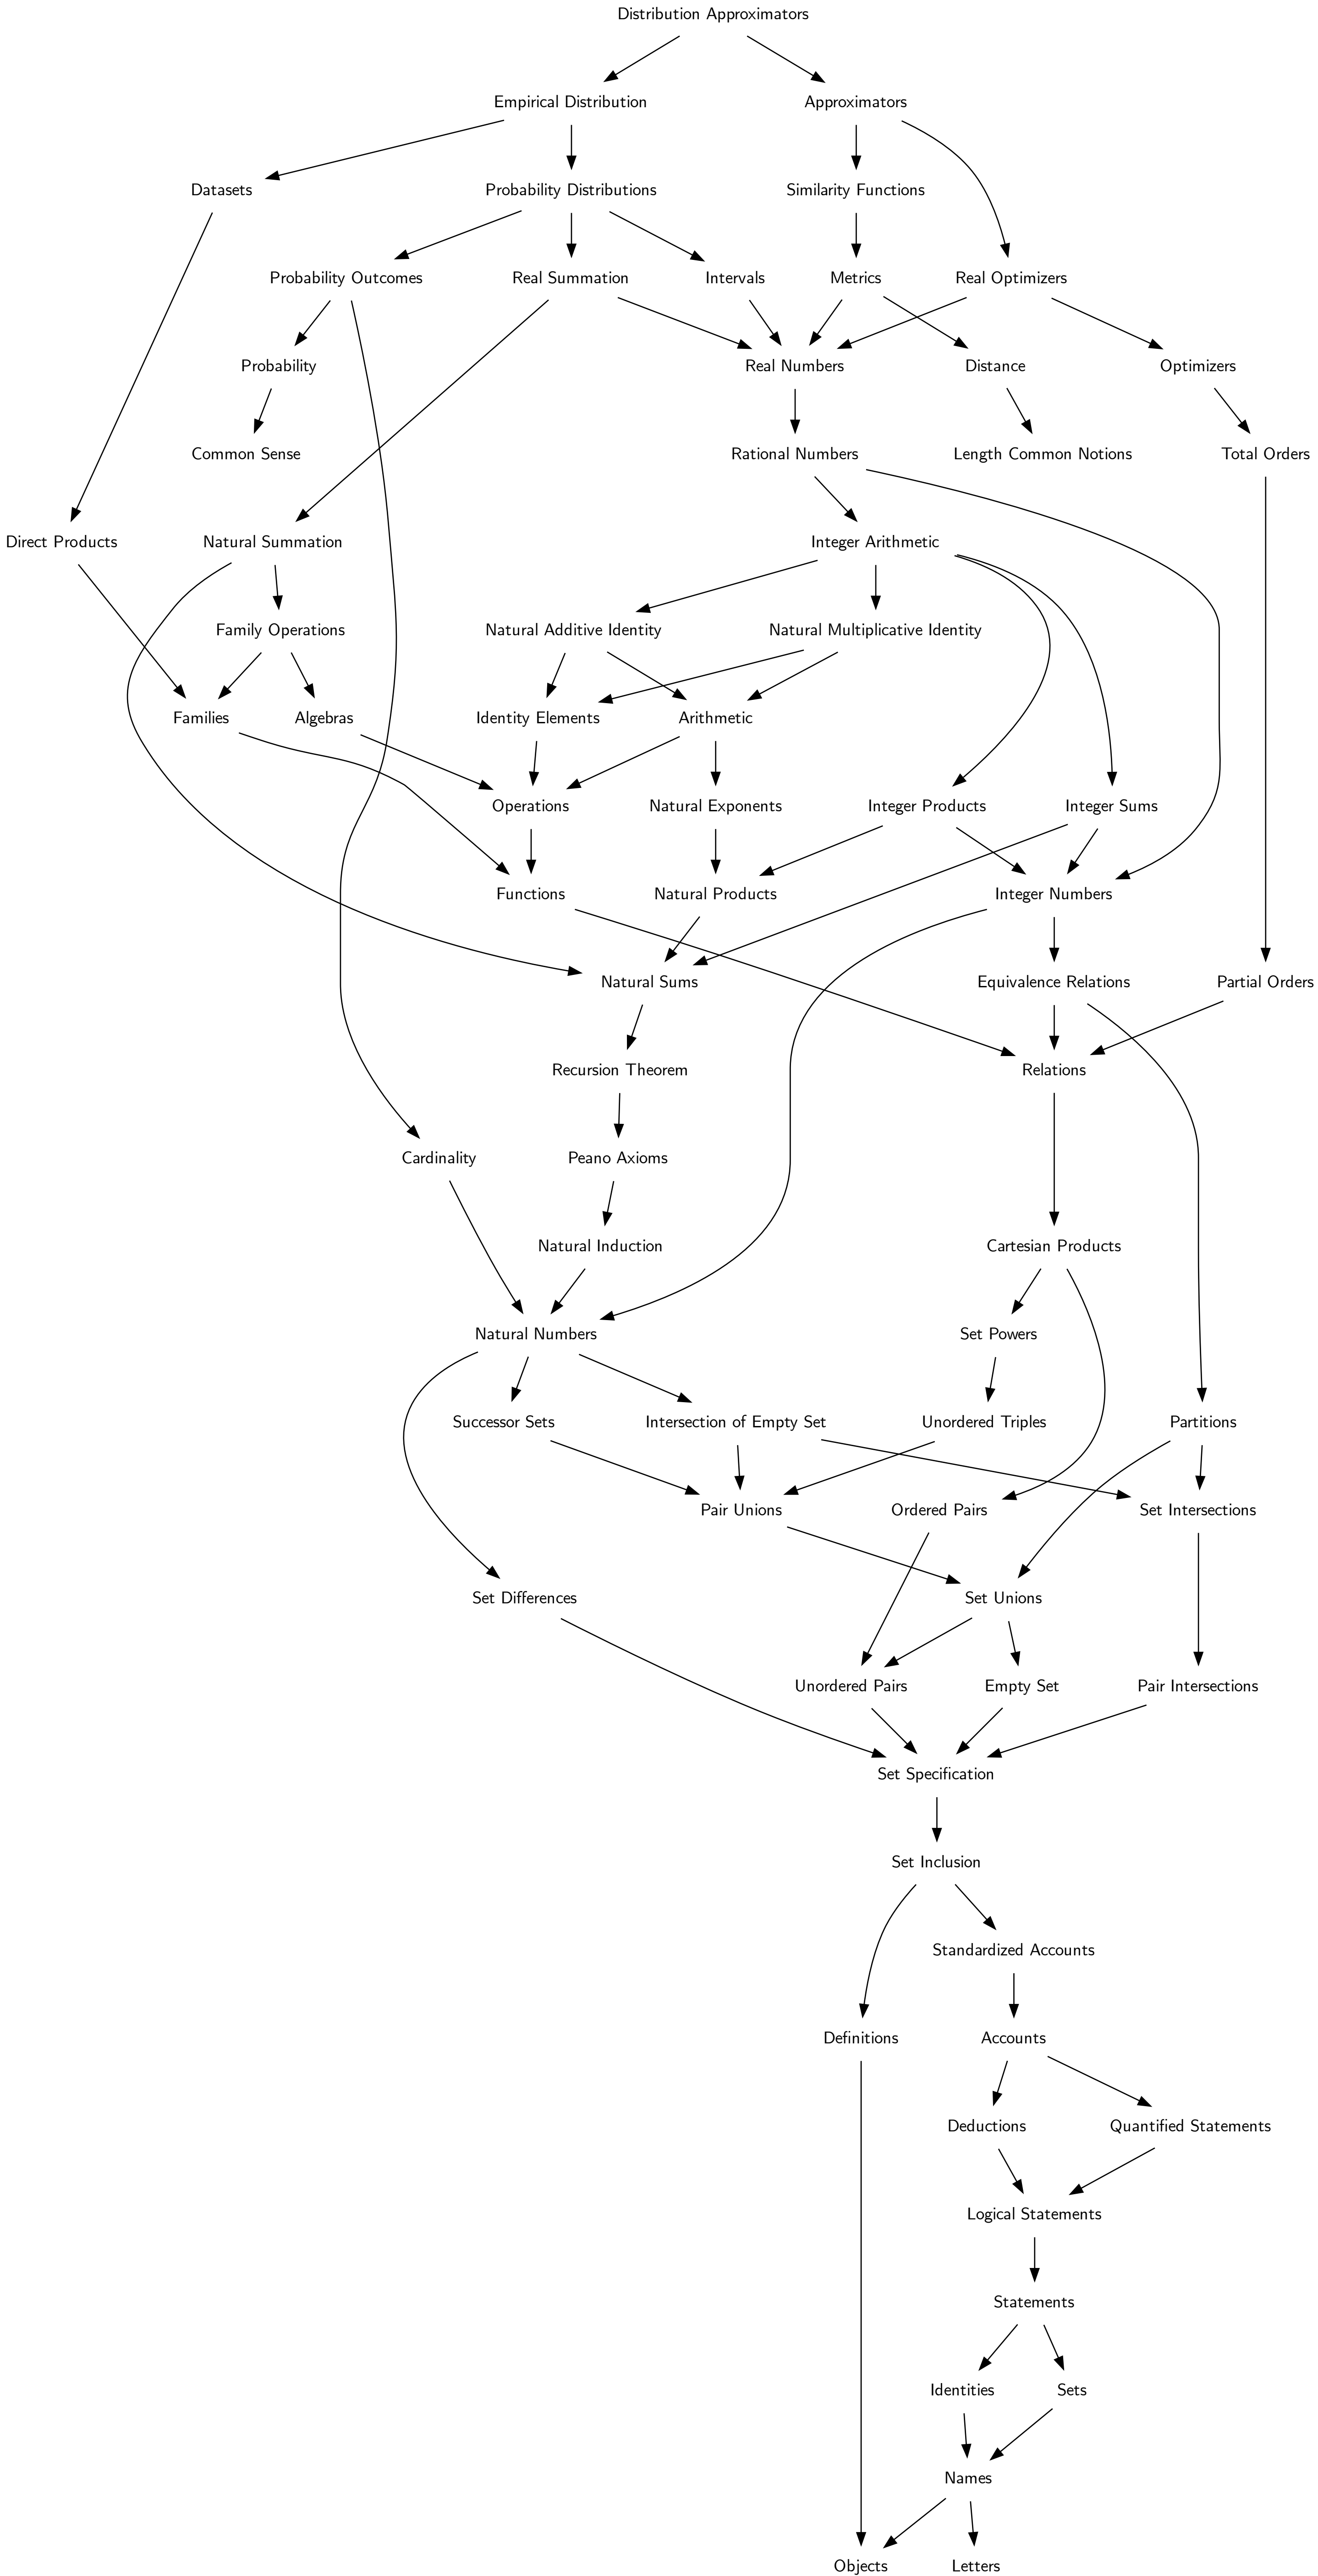 Distribution Approximators
Empirical Distribution
Approximators
Datasets
Probability Distributions
Similarity Functions
Probability Outcomes
Real Summation
Intervals
Metrics
Real Optimizers
Probability
Real Numbers
Distance
Optimizers
Common Sense
Rational Numbers
Length Common Notions
Total Orders
Direct Products
Natural Summation
Integer Arithmetic
Family Operations
Natural Additive Identity
Natural Multiplicative Identity
Families
Algebras
Identity Elements
Arithmetic
Operations
Natural Exponents
Integer Products
Integer Sums
Functions
Natural Products
Integer Numbers
Natural Sums
Equivalence Relations
Partial Orders
Recursion Theorem
Relations
Cardinality
Peano Axioms
Natural Induction
Cartesian Products
Natural Numbers
Set Powers
Successor Sets
Intersection of Empty Set
Unordered Triples
Partitions
Pair Unions
Ordered Pairs
Set Intersections
Set Differences
Set Unions
Unordered Pairs
Empty Set
Pair Intersections
Set Specification
Set Inclusion
Standardized Accounts
Definitions
Accounts
Deductions
Quantified Statements
Logical Statements
Statements
Identities
Sets
Names
Objects
Letters